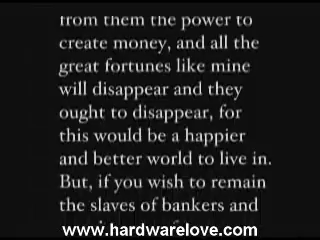 from them the power to
create money, and all the
great fortunes like mine
will disappear and they
ought to disappear, for
this would be a happier
and better world to live in.
But, if you wish to remain
the slaves of bankers and
www.hardwarelove.com